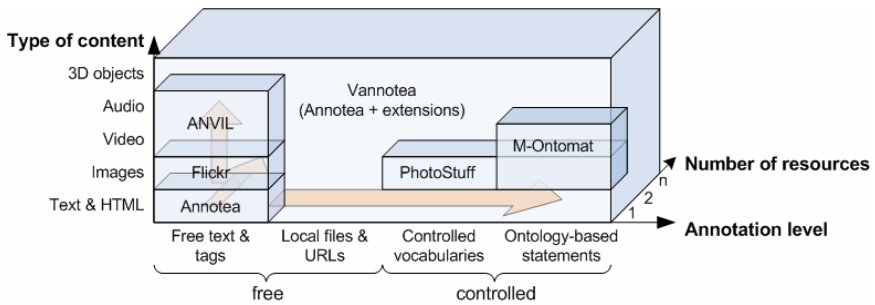 Type of content
3D objects
Audio
Video
Images
Text & HTML
Vannotea
(Annotea + extensions)
ANVIL
M-Ontomat
Flickr
PhotoStuff
Annotea
Number of resources
n
2
1
Annotation level
Free text &
tags
Local files &
URLs
Controlled
vocabularies
Ontology-based
statements
free
controlled